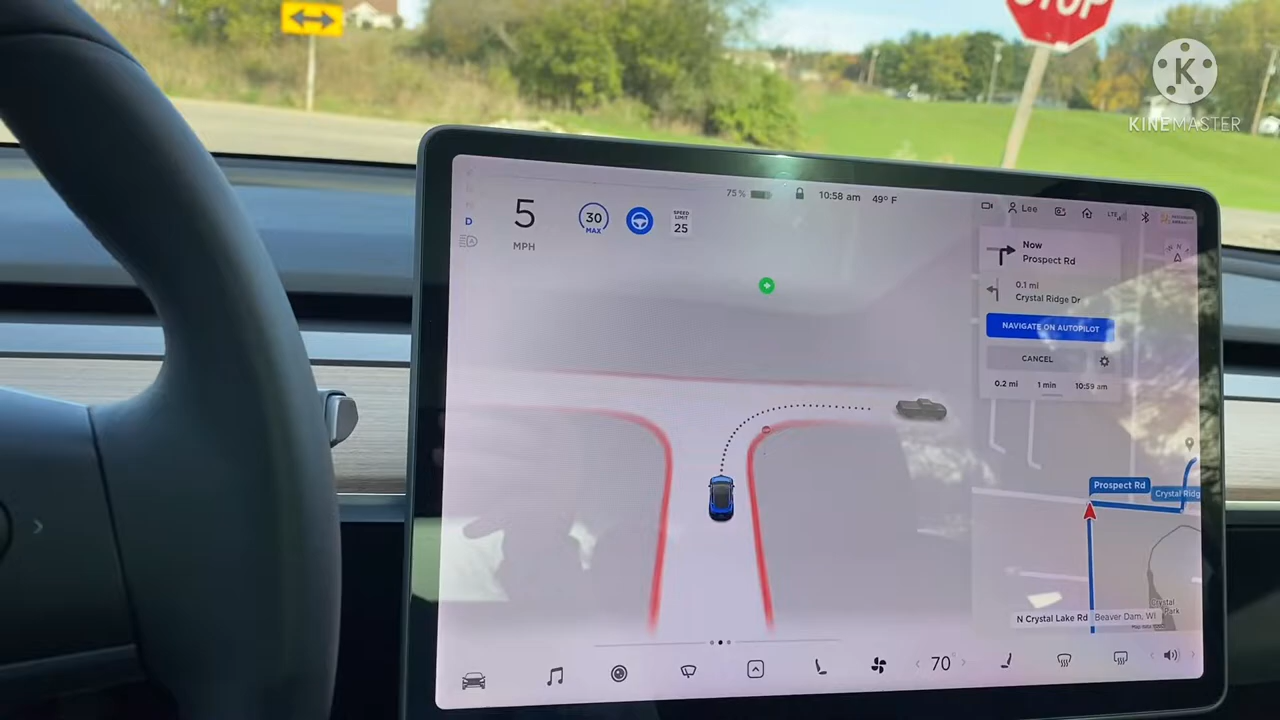 STOP
KINEMASTER
D
5
MPH
30
MAX
SPEED
LIMIT
25
75 %
10:58 am
49° F
Lee
LTE
N
Now
Prospect Rd
0.1 mi
Crystal Ridge Dr
NAVIGATE ON AUTOPILOT
CANCEL
0.2 mi
1 min
10:59 am
Prospect Rd
Crystal Ridg
Crystal
Park
N Crystal Lake Rd
Beaver Dam, WI
70°